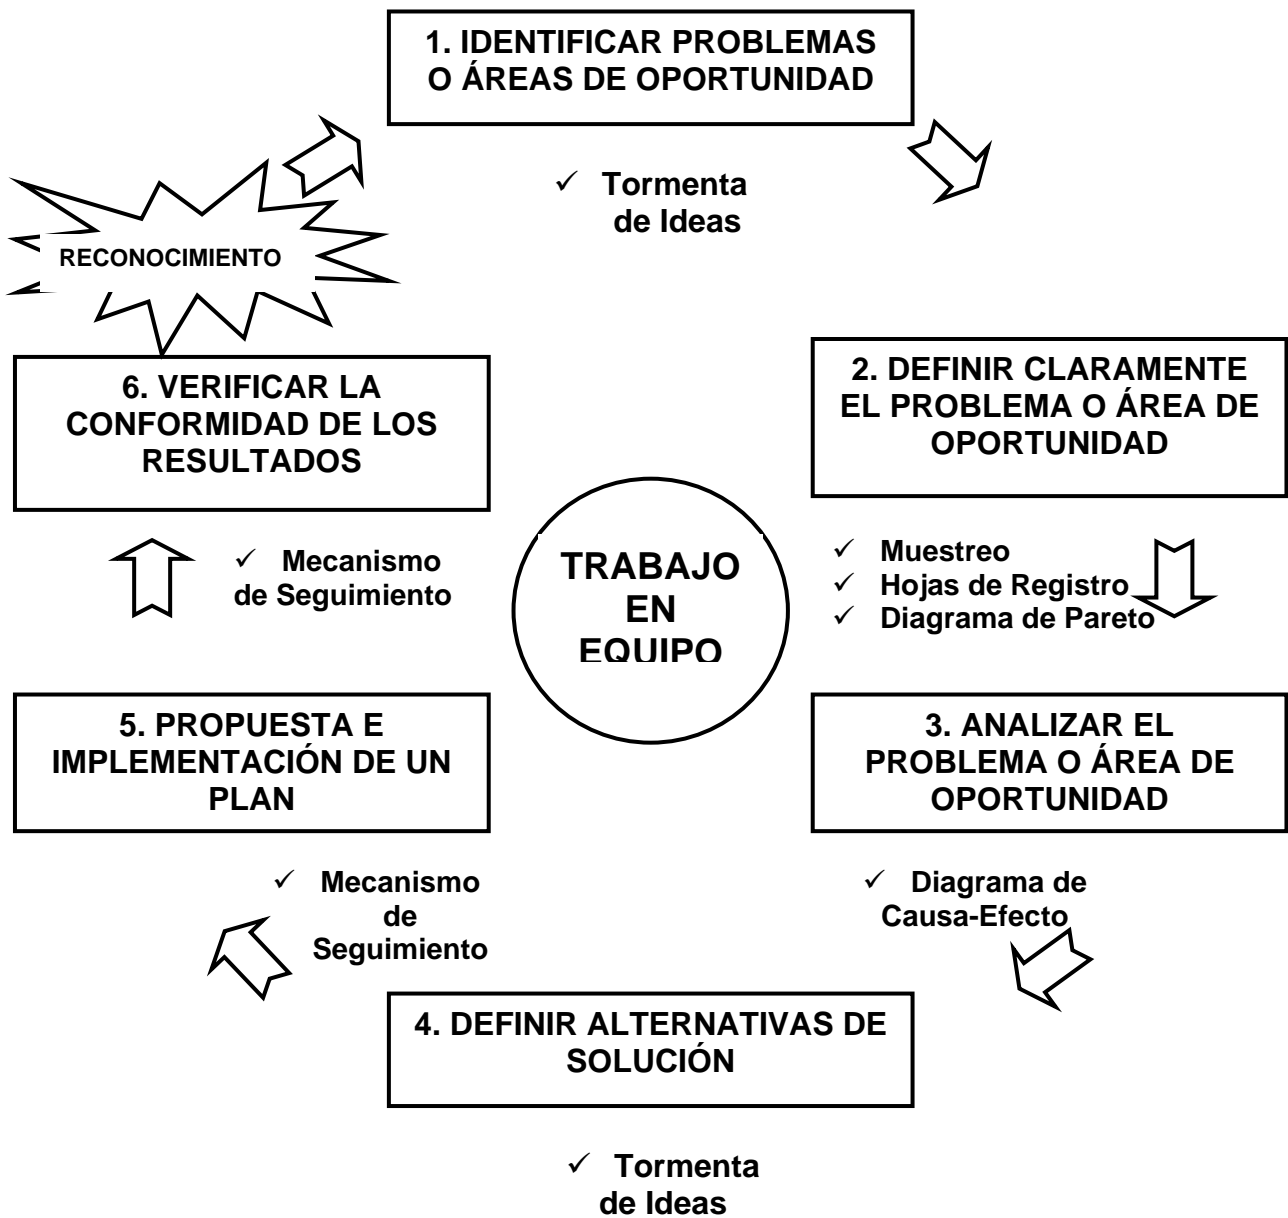 1. IDENTIFICAR PROBLEMAS
O ÁREAS DE OPORTUNIDAD
✓ Tormenta
de Ideas
RECONOCIMIENTO
6. VERIFICAR LA
CONFORMIDAD DE LOS
RESULTADOS
2. DEFINIR CLARAMENTE
EL PROBLEMA O ÁREA DE
OPORTUNIDAD
✓ Mecanismo
de Seguimiento
TRABAJO
EN
EQUIPO
✓ Muestreo
✓ Hojas de Registro
✓ Diagrama de Pareto
5. PROPUESTA E
IMPLEMENTACIÓN DE UN
PLAN
3. ANALIZAR EL
PROBLEMA O ÁREA DE
OPORTUNIDAD
✓ Mecanismo
de
Seguimiento
✓ Diagrama de
Causa-Efecto
4. DEFINIR ALTERNATIVAS DE
SOLUCIÓN
✓ Tormenta
de Ideas